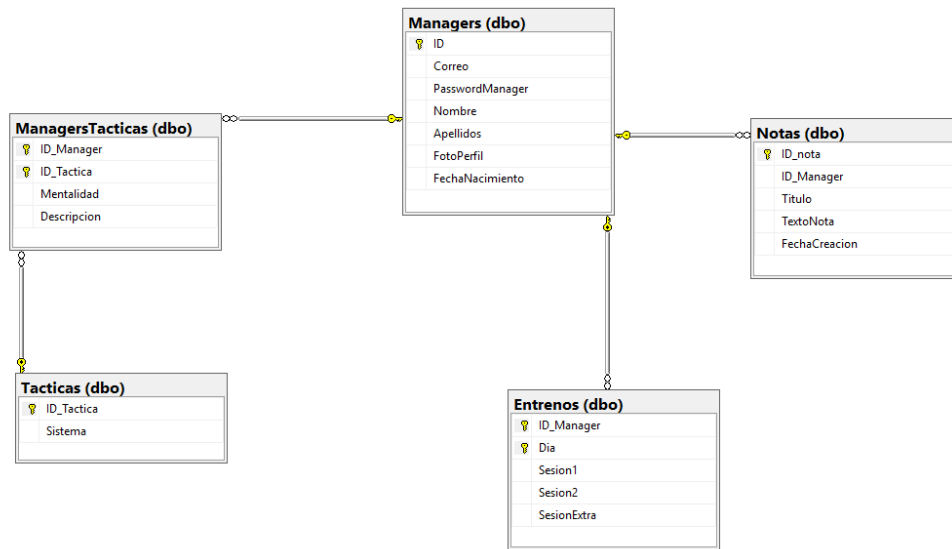 Managers (dbo)
ID
Correo
PasswordManager
Nombre
Apellidos
FotoPerfil
FechaNacimiento
ManagersTacticas (dbo)
ID_Manager
ID_Tactica
Mentalidad
Descripcion
Notas (dbo)
ID_nota
ID_Manager
Titulo
TextoNota
FechaCreacion
Tacticas (dbo)
ID_Tactica
Sistema
Entrenos (dbo)
ID_Manager
Dia
Sesion1
Sesion2
SesionExtra